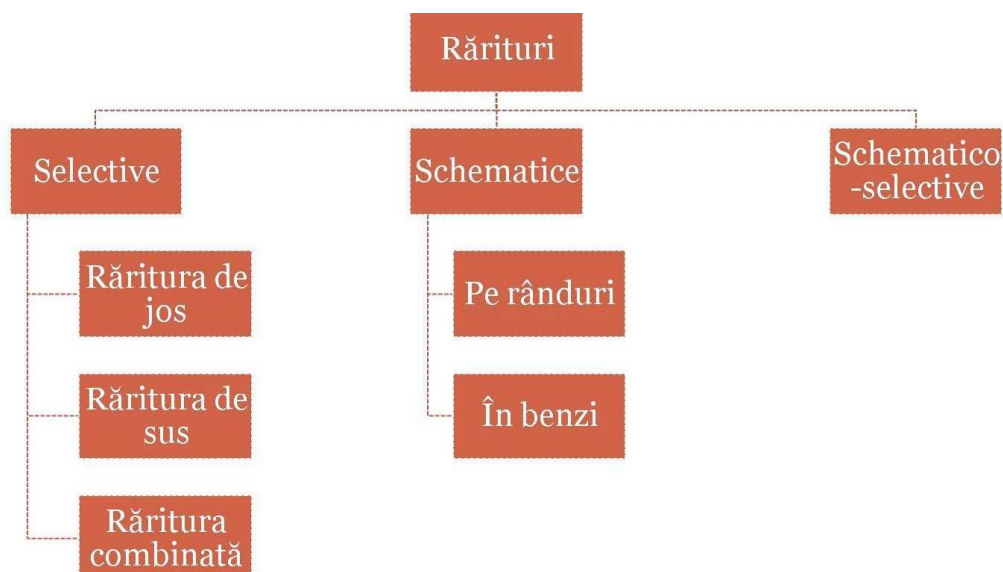 Rărituri
Selective
Schematice
Schematico
-selective
Răritura de
jos
Răritura de
sus
Răritura
combinată
Pe rânduri
În benzi